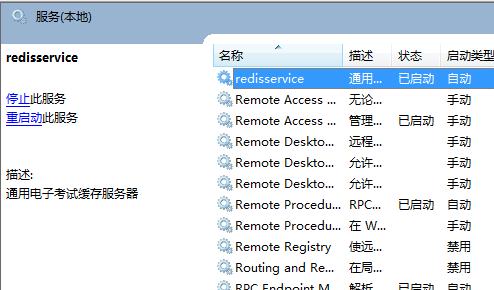 服务(本地)
redisservice
停止此服务
重启动此服务
描述:
通用电子考试缓存服务器
名称 描述 状态 启动类型
redisservice 通用... 已启动 自动
Remote Access ... 无论... 手动
Remote Access ... 管理... 已启动 手动
Remote Deskto... 远程... 手动
Remote Deskto... 允许... 手动
Remote Deskto... 允许... 手动
Remote Procedu... RPC... 已启动 自动
Remote Procedu... 在 W... 手动
Remote Registry 使远... 禁用
Routing and Re... 在局... 禁用
RPC Endpoint M... 解析... 已启动 自动